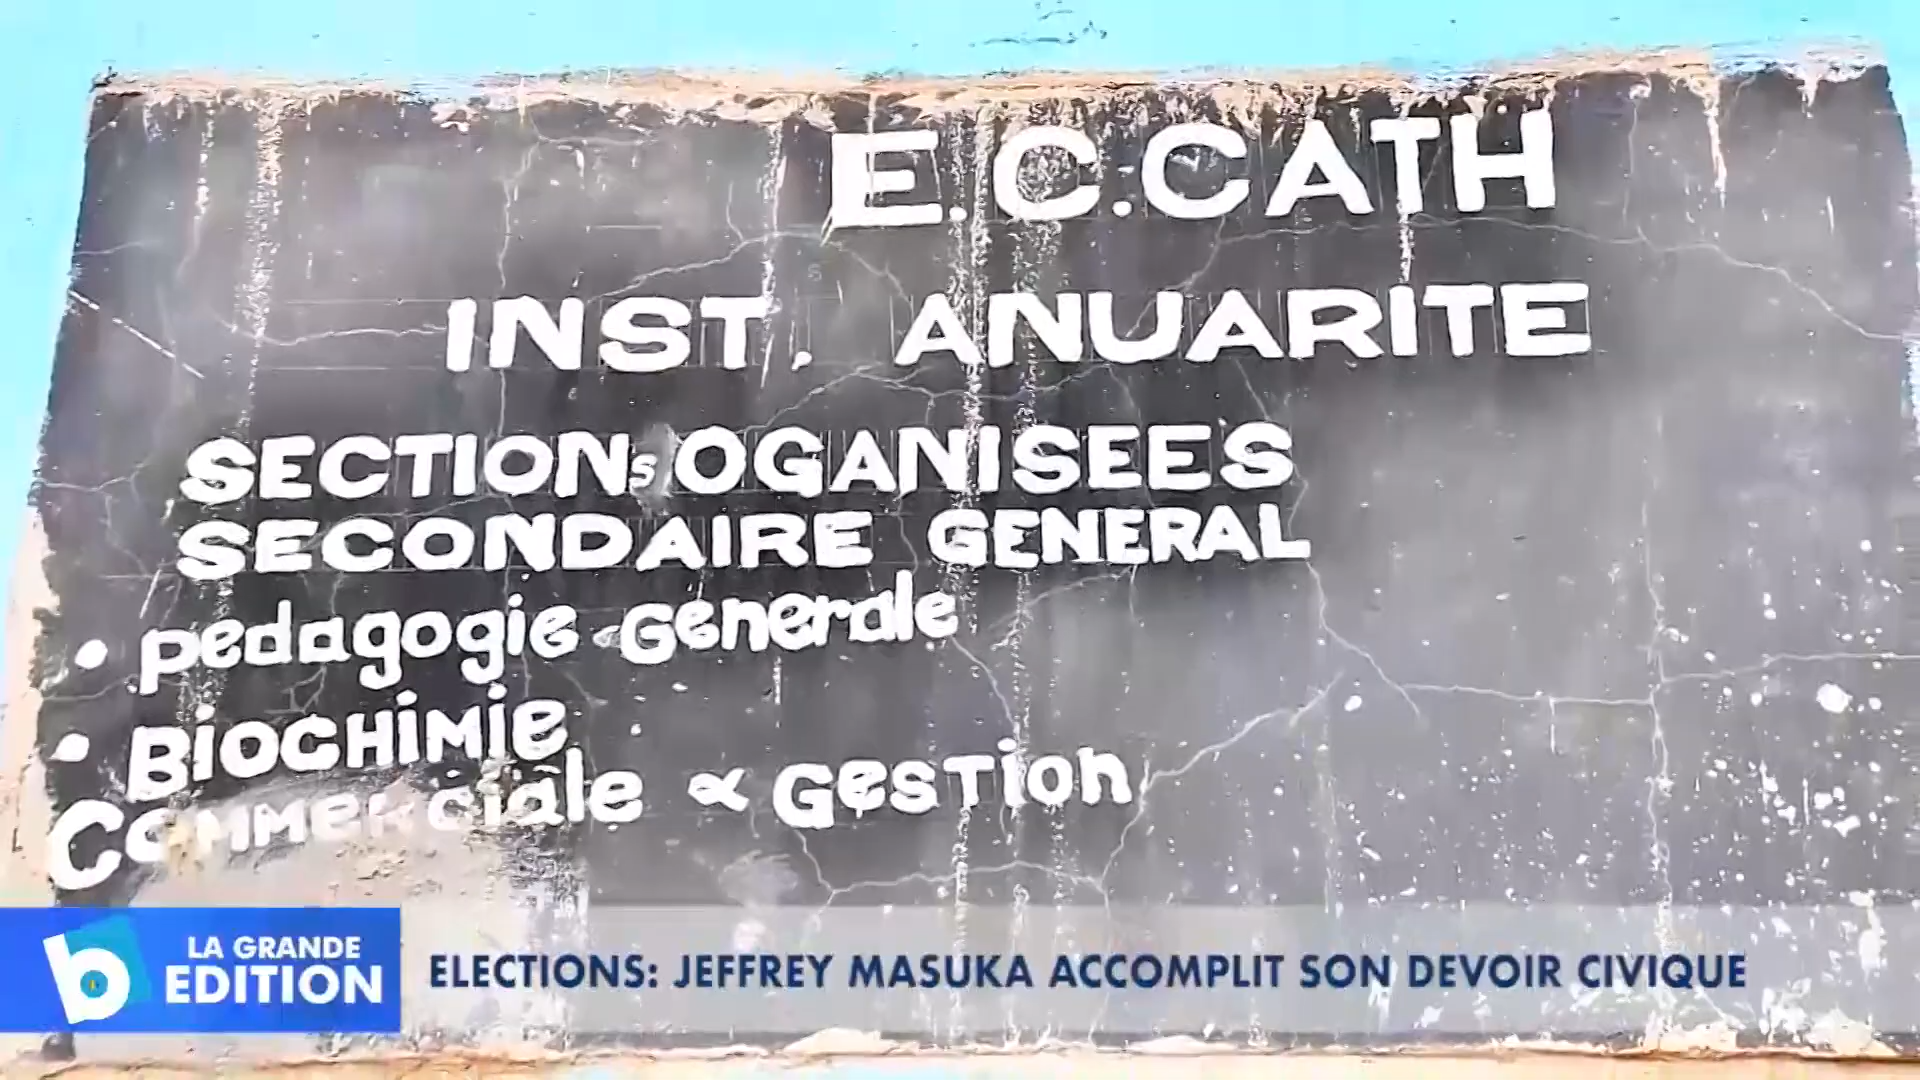 E.C.CATH
INST. ANUARITE
SECTIONs OGANISEES
SECONDAIRE GENERAL
• pedagogie Generale
• BiOCHiMie
Commerciale & Gestion
b
LA GRANDE
EDITION
ELECTIONS: JEFFREY MASUKA ACCOMPLIT SON DEVOIR CIVIQUE